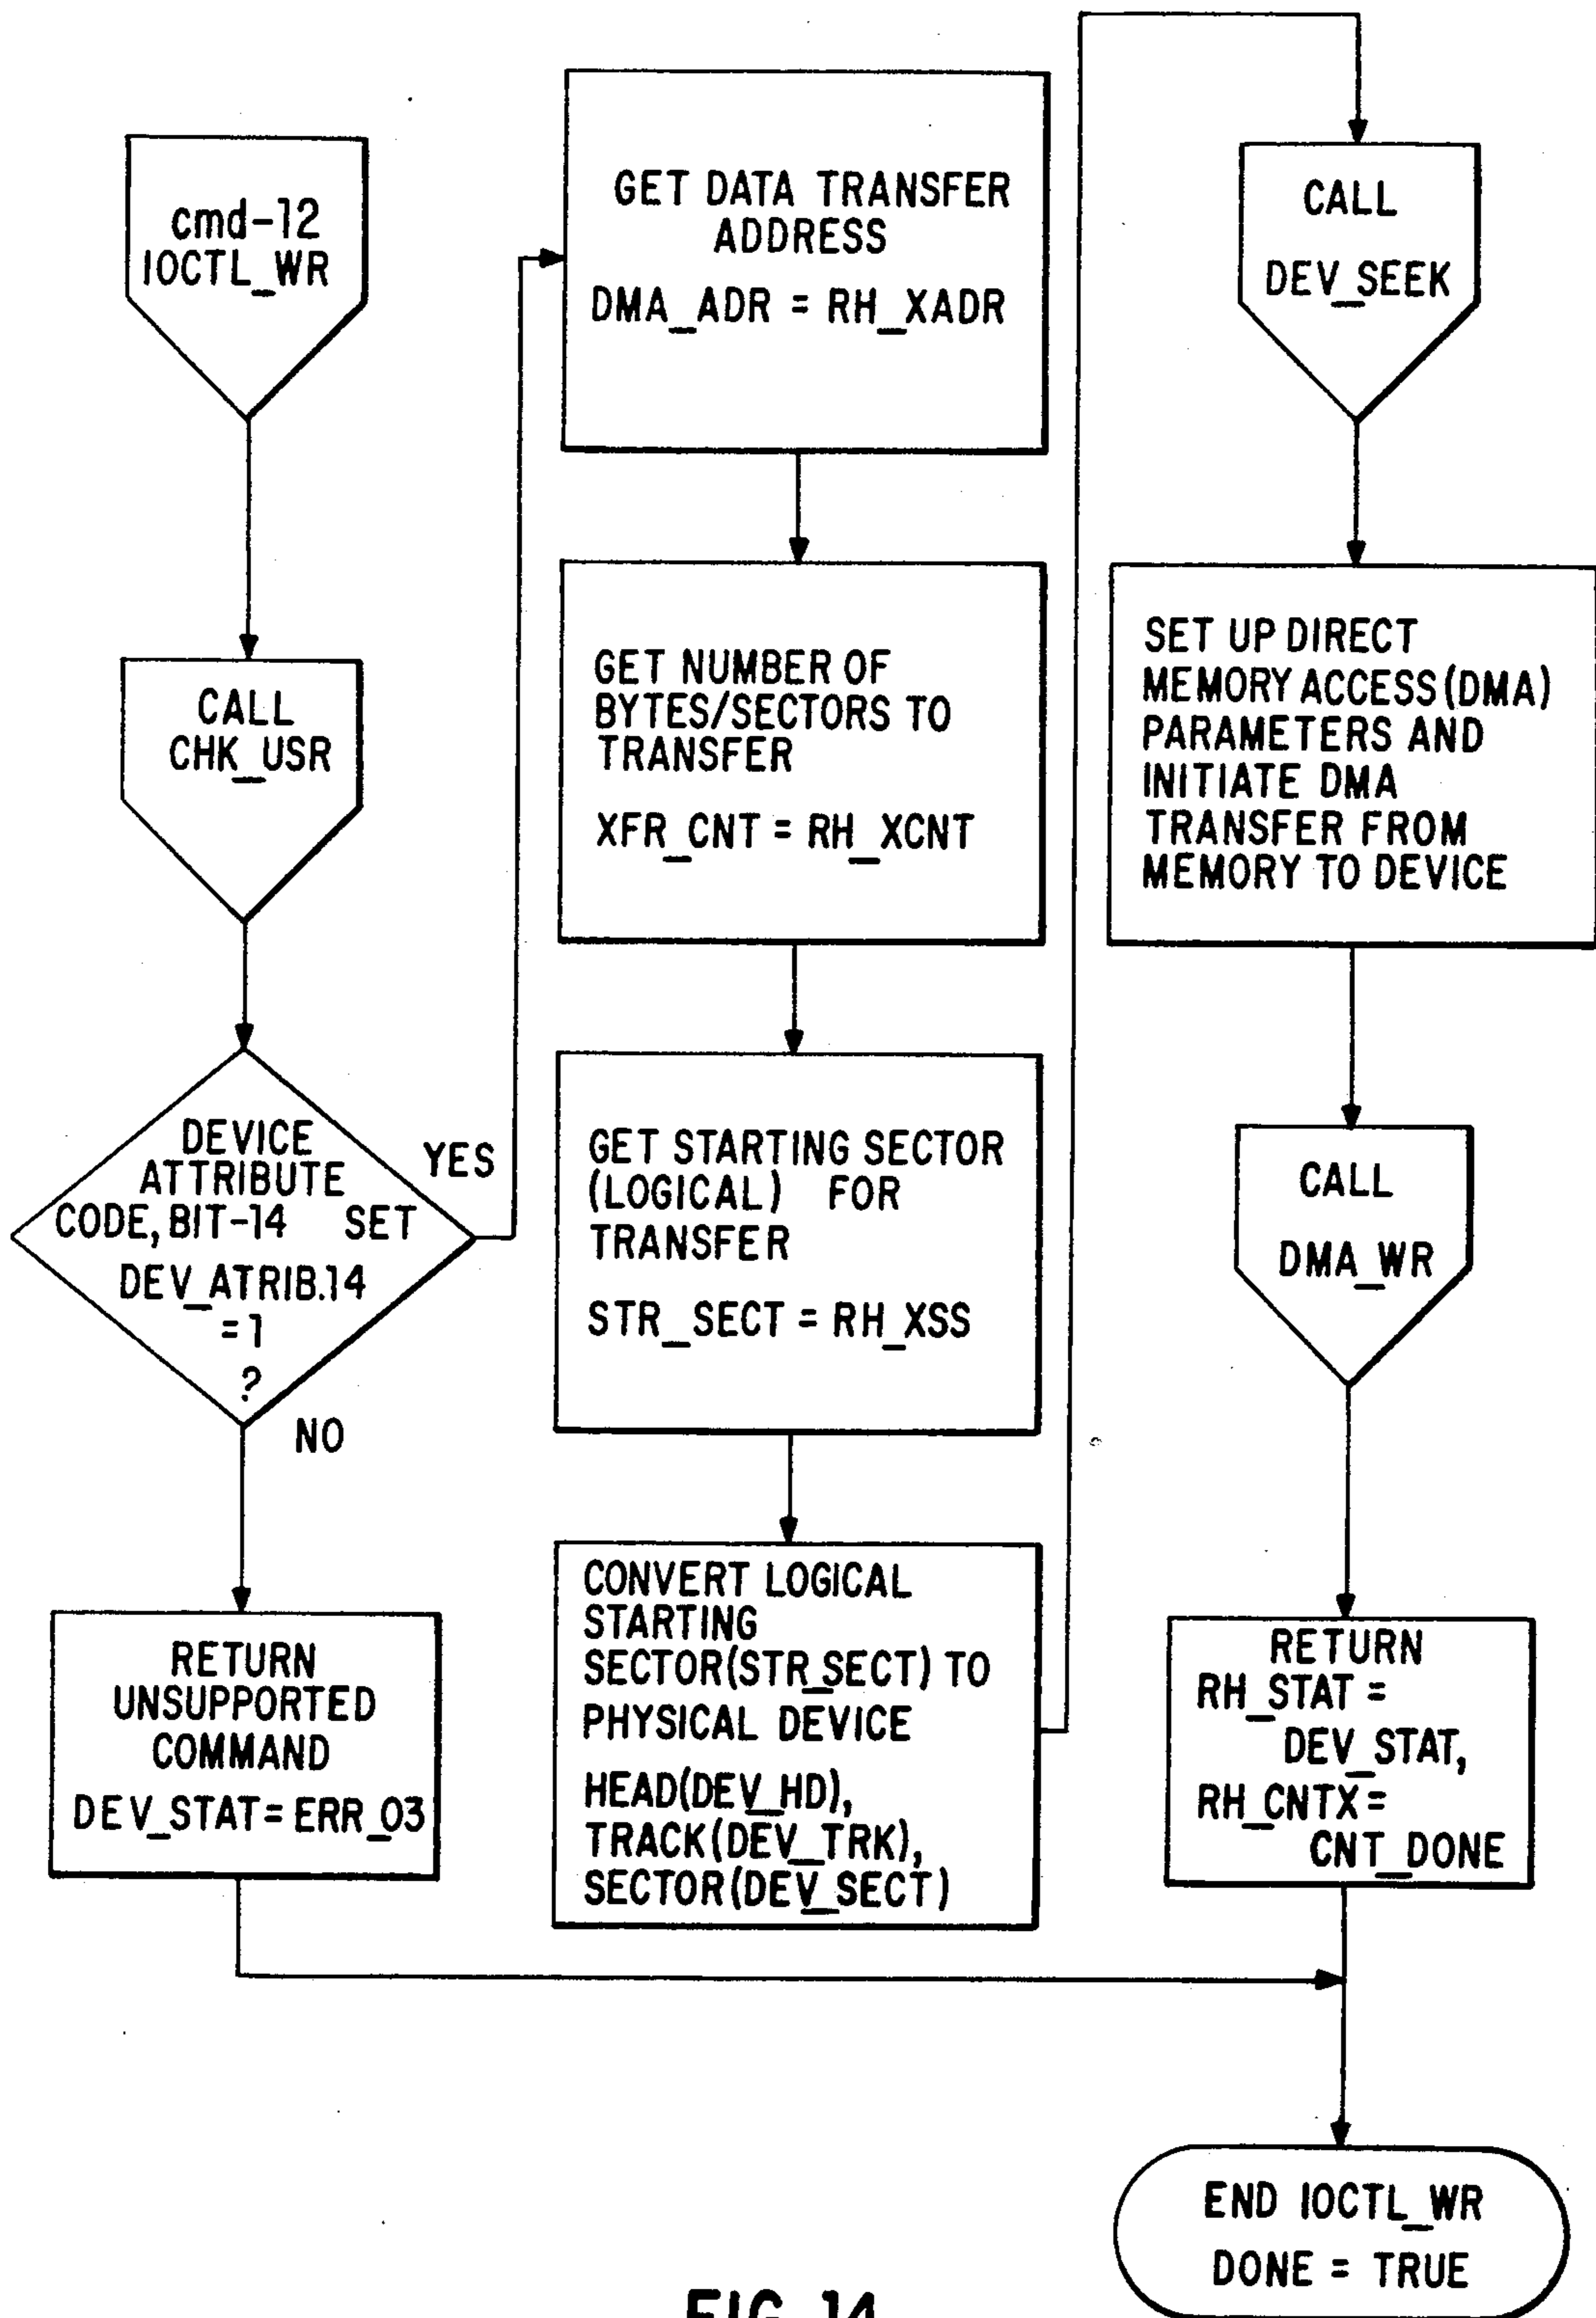 cmd-12
IOCTL_WR
CALL
CHK_USR
DEVICE
ATTRIBUTE
CODE, BIT-14 SET
DEV_ATRIB.14
=1
?
YES
NO
RETURN
UNSUPPORTED
COMMAND
DEV_STAT = ERR_03
GET DATA TRANSFER
ADDRESS
DMA_ADR = RH_XADR
GET NUMBER OF
BYTES/SECTORS TO
TRANSFER
XFR_CNT = RH_XCNT
GET STARTING SECTOR
(LOGICAL) FOR
TRANSFER
STR_SECT = RH_XSS
CONVERT LOGICAL
STARTING
SECTOR(STR_SECT) TO
PHYSICAL DEVICE
HEAD(DEV_HD),
TRACK(DEV_TRK),
SECTOR(DEV_SECT)
CALL
DEV_SEEK
SET UP DIRECT
MEMORY ACCESS (DMA)
PARAMETERS AND
INITIATE DMA
TRANSFER FROM
MEMORY TO DEVICE
CALL
DMA_WR
RETURN
RH_STAT =
DEV_STAT,
RH_CNTX =
CNT_DONE
END IOCTL_WR
DONE = TRUE
FIG. 14